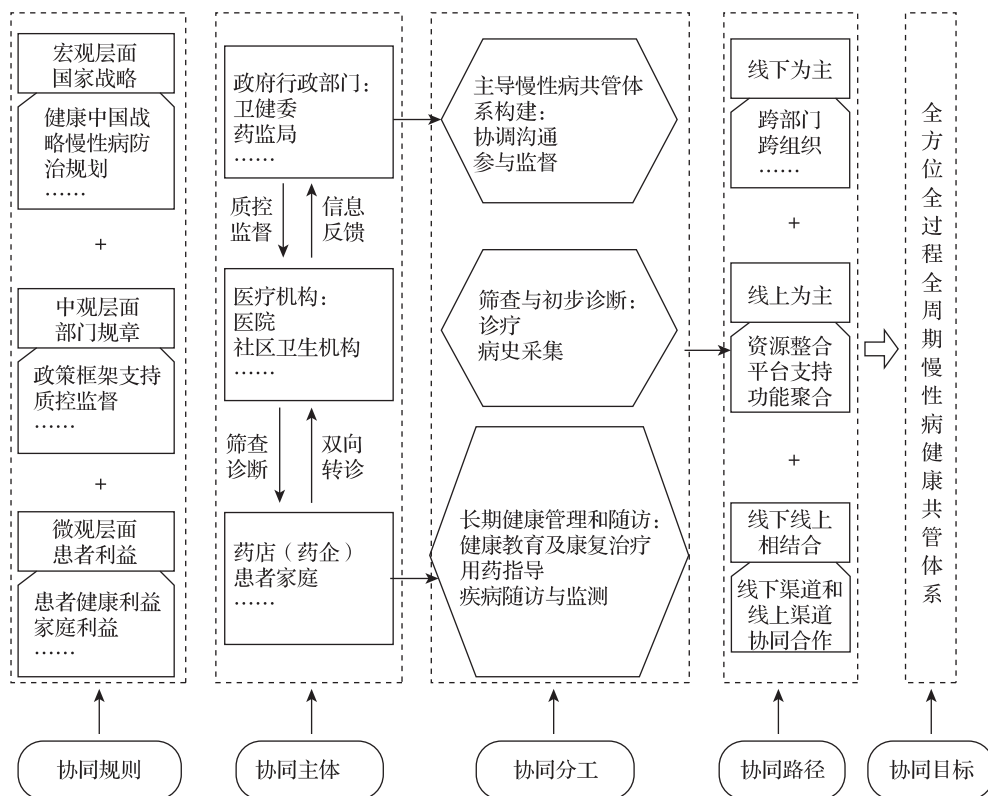 宏观层面
国家战略
健康中国战
略慢性病防
治规划
……
+
中观层面
部门规章
政策框架支持
质控监督
……
+
微观层面
患者利益
患者健康利益
家庭利益
……
协同规则
政府行政部门：
卫健委
药监局
……
质控
监督
信息
反馈
医疗机构：
医院
社区卫生机构
……
筛查
诊断
双向
转诊
药店（药企）
患者家庭
……
协同主体
主导慢性病共管体
系构建：
协调沟通
参与监督
筛查与初步诊断：
诊疗
病史采集
长期健康管理和随访：
健康教育及康复治疗
用药指导
疾病随访与监测
协同分工
线下为主
跨部门
跨组织
……
+
线上为主
资源整合
平台支持
功能聚合
+
线下线上
相结合
线下渠道和
线上渠道
协同合作
协同路径
全方位全过程全周期慢性病健康共管体系
协同目标